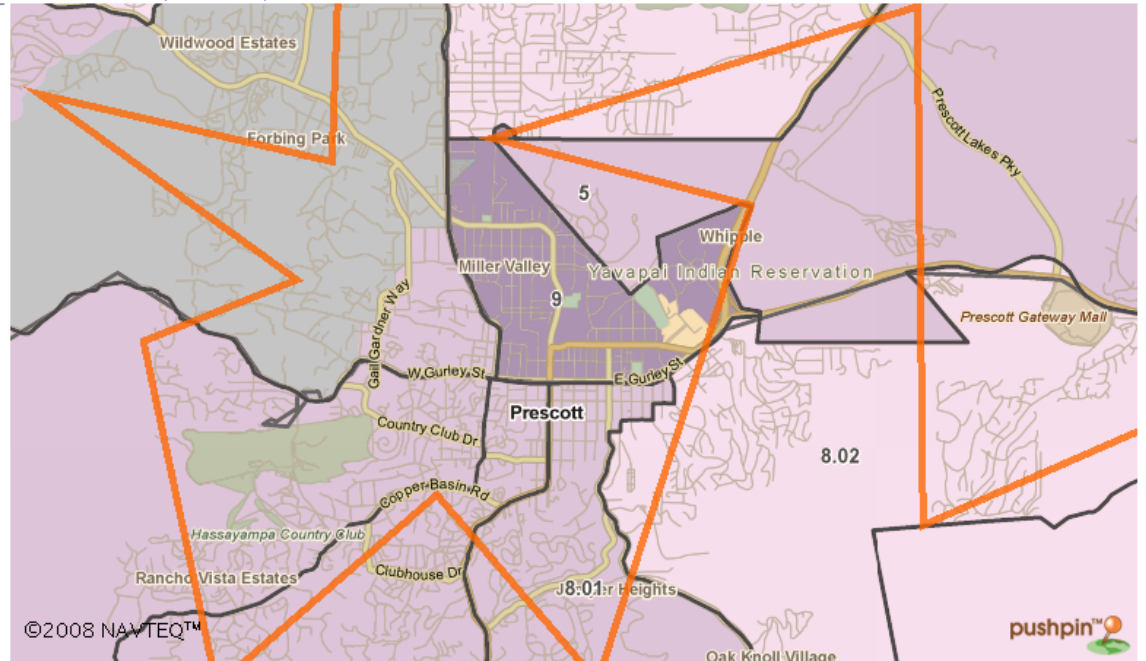 Wildwood Estates
Forbing Park
Prescott Lakes Pky
5
Whipple
Miller Valley
Yavapai Indian Reservation
9
Prescott Gateway Mall
Gail Gardner Way
W Gurley St
E Gurley St
Prescott
Country Club Dr
8.02
Copper Basin Rd
Hassayampa Country Club
Rancho Vista Estates
Clubhouse Dr
8.01
Heights
©2008 NAVTEQ™
pushpin™
Oak Knoll Village